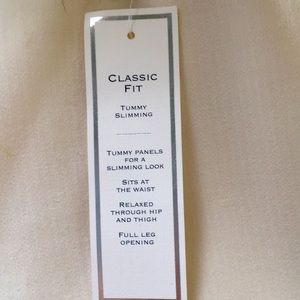 Classic
Fit
Tummy
Slimming
Tummy panels
for a
slimming look
Sits at
the waist
Relaxed
through hip
and thigh
Full leg
opening